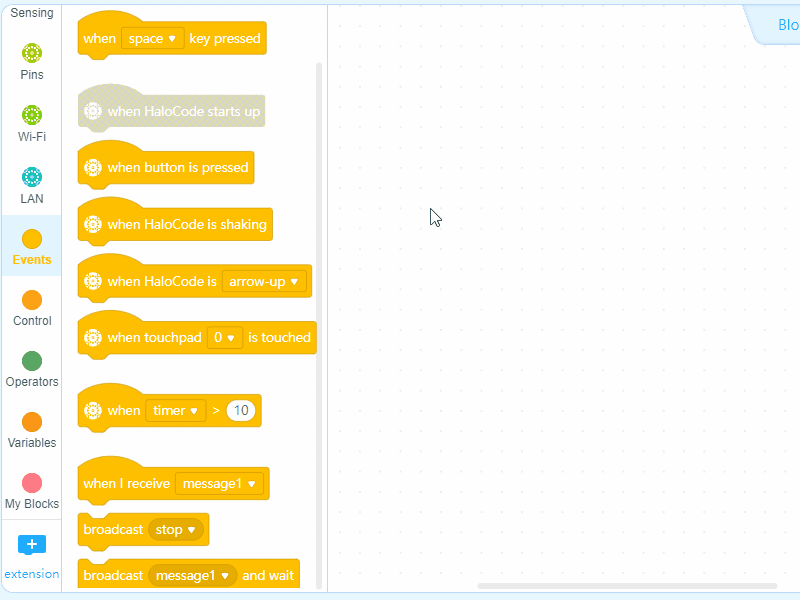 Sensing
Pins
Wi-Fi
LAN
Events
Control
Operators
Variables
My Blocks
+
extension
when space ▼ key pressed
when HaloCode starts up
when button is pressed
when HaloCode is shaking
when HaloCode is arrow-up ▼
when touchpad 0 ▼ is touched
when timer ▼ > 10
when I receive message1 ▼
broadcast stop ▼
broadcast message1 ▼ and wait
Blo